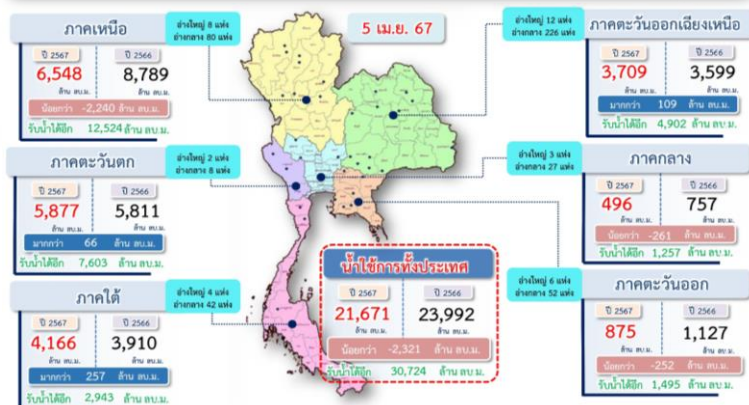 5 เม.ย. 67
ภาคเหนือ
อ่างใหญ่ 8 แห่ง
อ่างกลาง 80 แห่ง
ปี 2567 ปี 2566
6,548 8,789
ล้าน ลบ.ม. ล้าน ลบ.ม.
น้อยกว่า -2,240 ล้าน ลบ.ม.
รับน้ำได้อีก 12,524 ล้าน ลบ.ม.
ภาคตะวันออกเฉียงเหนือ
อ่างใหญ่ 12 แห่ง
อ่างกลาง 226 แห่ง
ปี 2567 ปี 2566
3,709 3,599
ล้าน ลบ.ม. ล้าน ลบ.ม.
มากกว่า 109 ล้าน ลบ.ม.
รับน้ำได้อีก 4,902 ล้าน ลบ.ม.
ภาคตะวันตก
อ่างใหญ่ 2 แห่ง
อ่างกลาง 8 แห่ง
ปี 2567 ปี 2566
5,877 5,811
ล้าน ลบ.ม. ล้าน ลบ.ม.
มากกว่า 66 ล้าน ลบ.ม.
รับน้ำได้อีก 7,603 ล้าน ลบ.ม.
ภาคกลาง
อ่างใหญ่ 3 แห่ง
อ่างกลาง 27 แห่ง
ปี 2567 ปี 2566
496 757
ล้าน ลบ.ม. ล้าน ลบ.ม.
น้อยกว่า -261 ล้าน ลบ.ม.
รับน้ำได้อีก 1,257 ล้าน ลบ.ม.
ภาคใต้
อ่างใหญ่ 4 แห่ง
อ่างกลาง 42 แห่ง
ปี 2567 ปี 2566
4,166 3,910
ล้าน ลบ.ม. ล้าน ลบ.ม.
มากกว่า 257 ล้าน ลบ.ม.
รับน้ำได้อีก 2,943 ล้าน ลบ.ม.
น้ำใช้การทั้งประเทศ
ปี 2567 ปี 2566
21,671 23,992
ล้าน ลบ.ม. ล้าน ลบ.ม.
น้อยกว่า -2,321 ล้าน ลบ.ม.
รับน้ำได้อีก 30,724 ล้าน ลบ.ม.
ภาคตะวันออก
อ่างใหญ่ 6 แห่ง
อ่างกลาง 52 แห่ง
ปี 2567 ปี 2566
875 1,127
ล้าน ลบ.ม. ล้าน ลบ.ม.
น้อยกว่า -252 ล้าน ลบ.ม.
รับน้ำได้อีก 1,495 ล้าน ลบ.ม.